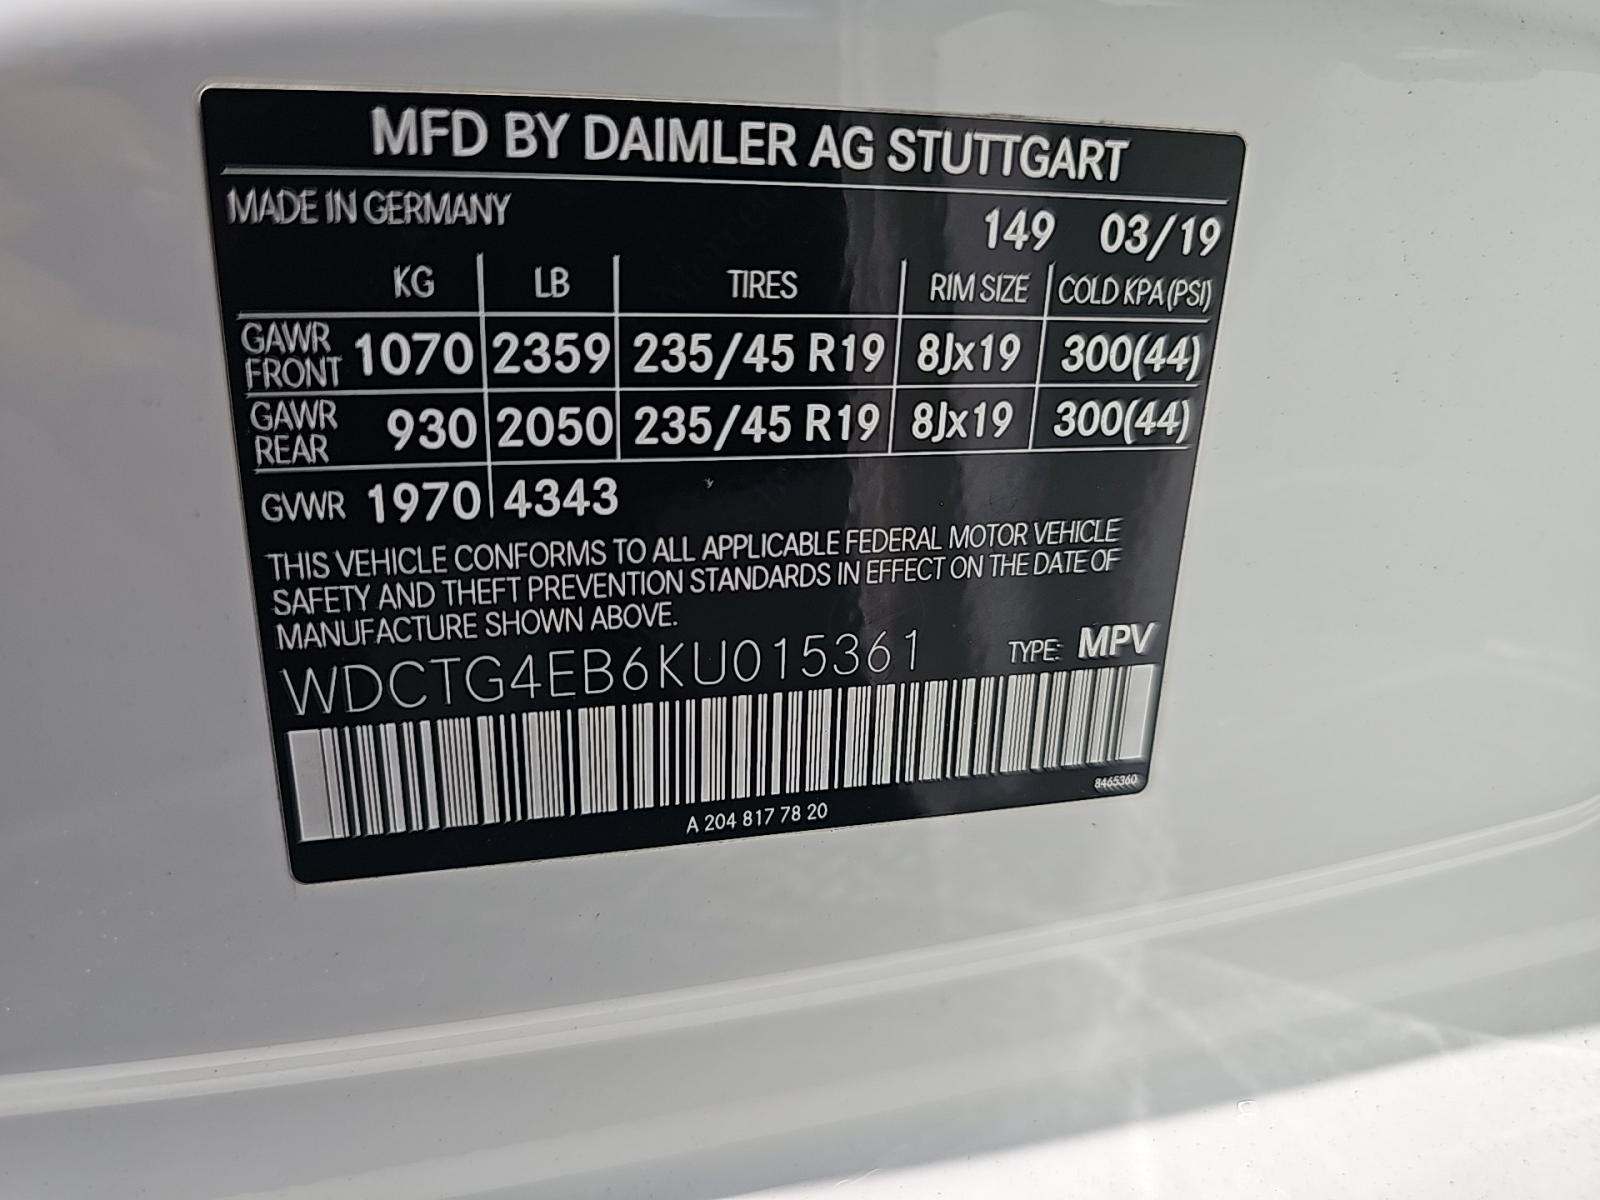 MFD BY DAIMLER AG STUTTGART
MADE IN GERMANY
149 03/19
KG LB TIRES RIM SIZE COLD KPA (PSI)
GAWR FRONT 1070 2359 235/45 R19 8Jx19 300(44)
GAWR REAR 930 2050 235/45 R19 8Jx19 300(44)
GVWR 1970 4343
THIS VEHICLE CONFORMS TO ALL APPLICABLE FEDERAL MOTOR VEHICLE
SAFETY AND THEFT PREVENTION STANDARDS IN EFFECT ON THE DATE OF
MANUFACTURE SHOWN ABOVE.
WDCTG4EB6KU015361 TYPE: MPV
8465360
A 204 817 78 20